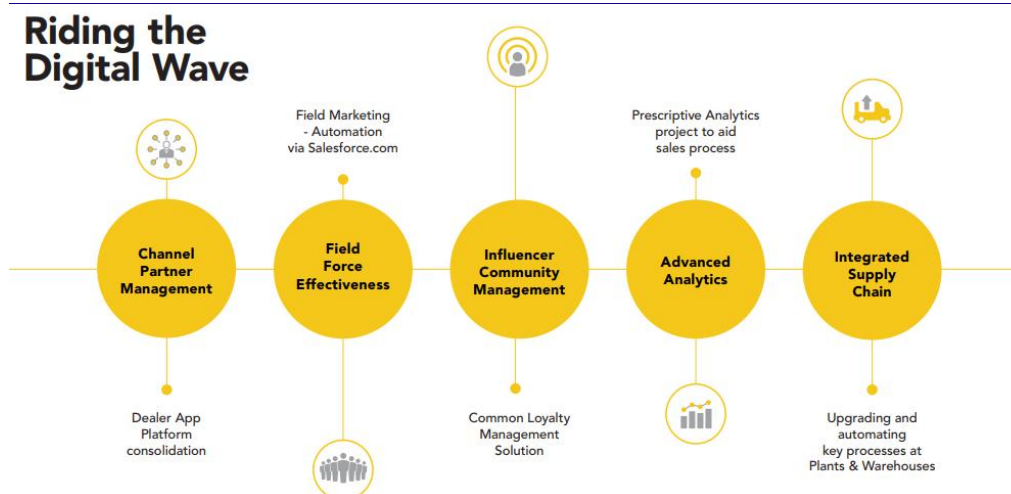 Riding the
Digital Wave
Field Marketing
- Automation
via Salesforce.com
Prescriptive Analytics
project to aid
sales process
Channel
Partner
Management
Field
Force
Effectiveness
Influencer
Community
Management
Advanced
Analytics
Integrated
Supply
Chain
Dealer App
Platform
consolidation
Common Loyalty
Management
Solution
Upgrading and
automating
key processes at
Plants & Warehouses